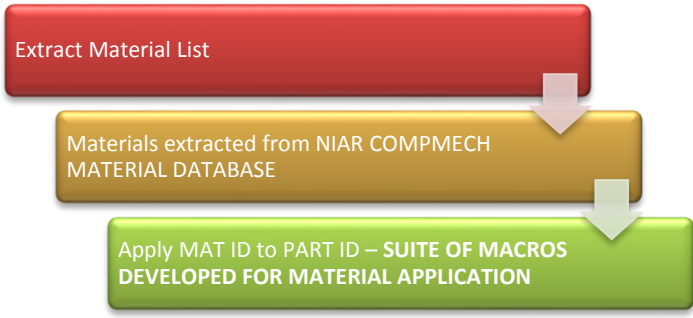 Extract Material List
Materials extracted from NIAR COMPMECH
MATERIAL DATABASE
Apply MAT ID to PART ID – SUITE OF MACROS
DEVELOPED FOR MATERIAL APPLICATION